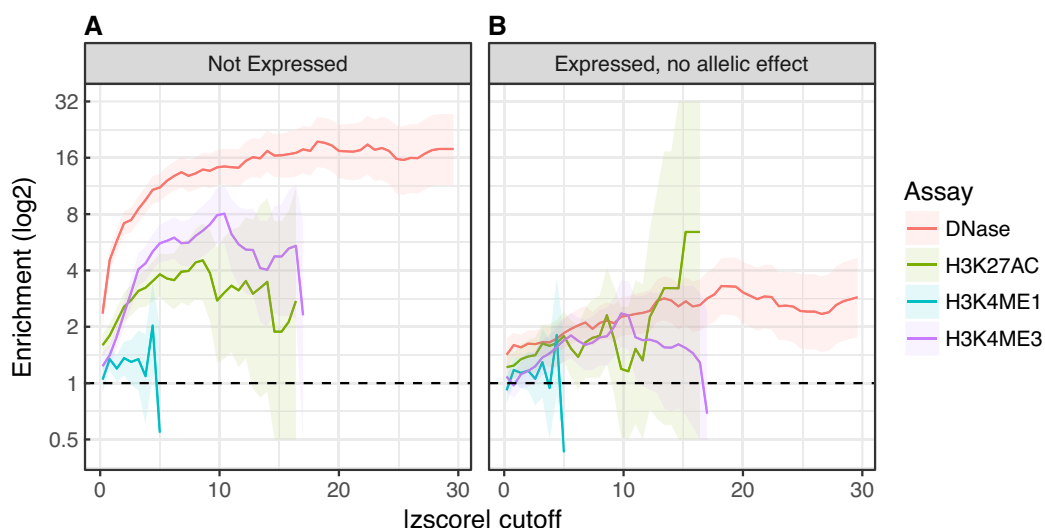 A
B
Not Expressed
Expressed, no allelic effect
Enrichment (log2)
32
16
8
4
2
1
0.5
0
10
20
30
0
10
20
30
|zscore| cutoff
Assay
DNase
H3K27AC
H3K4ME1
H3K4ME3